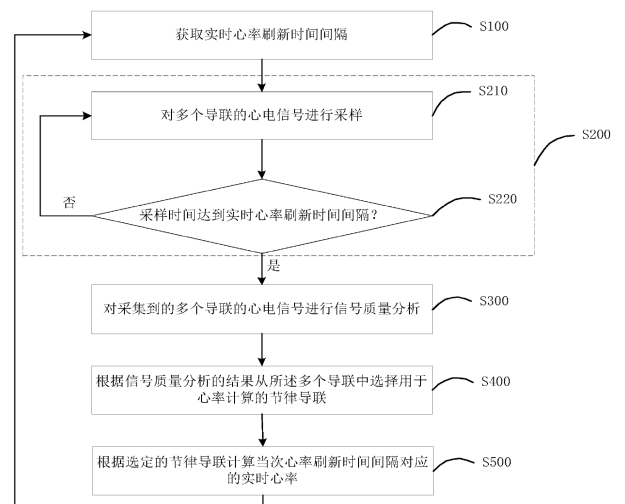 获取实时心率刷新时间间隔
S100
对多个导联的心电信号进行采样
S210
S200
采样时间达到实时心率刷新时间间隔？
S220
否
是
对采集到的多个导联的心电信号进行信号质量分析
S300
根据信号质量分析的结果从所述多个导联中选择用于
心率计算的节律导联
S400
根据选定的节律导联计算当次心率刷新时间间隔对应
的实时心率
S500